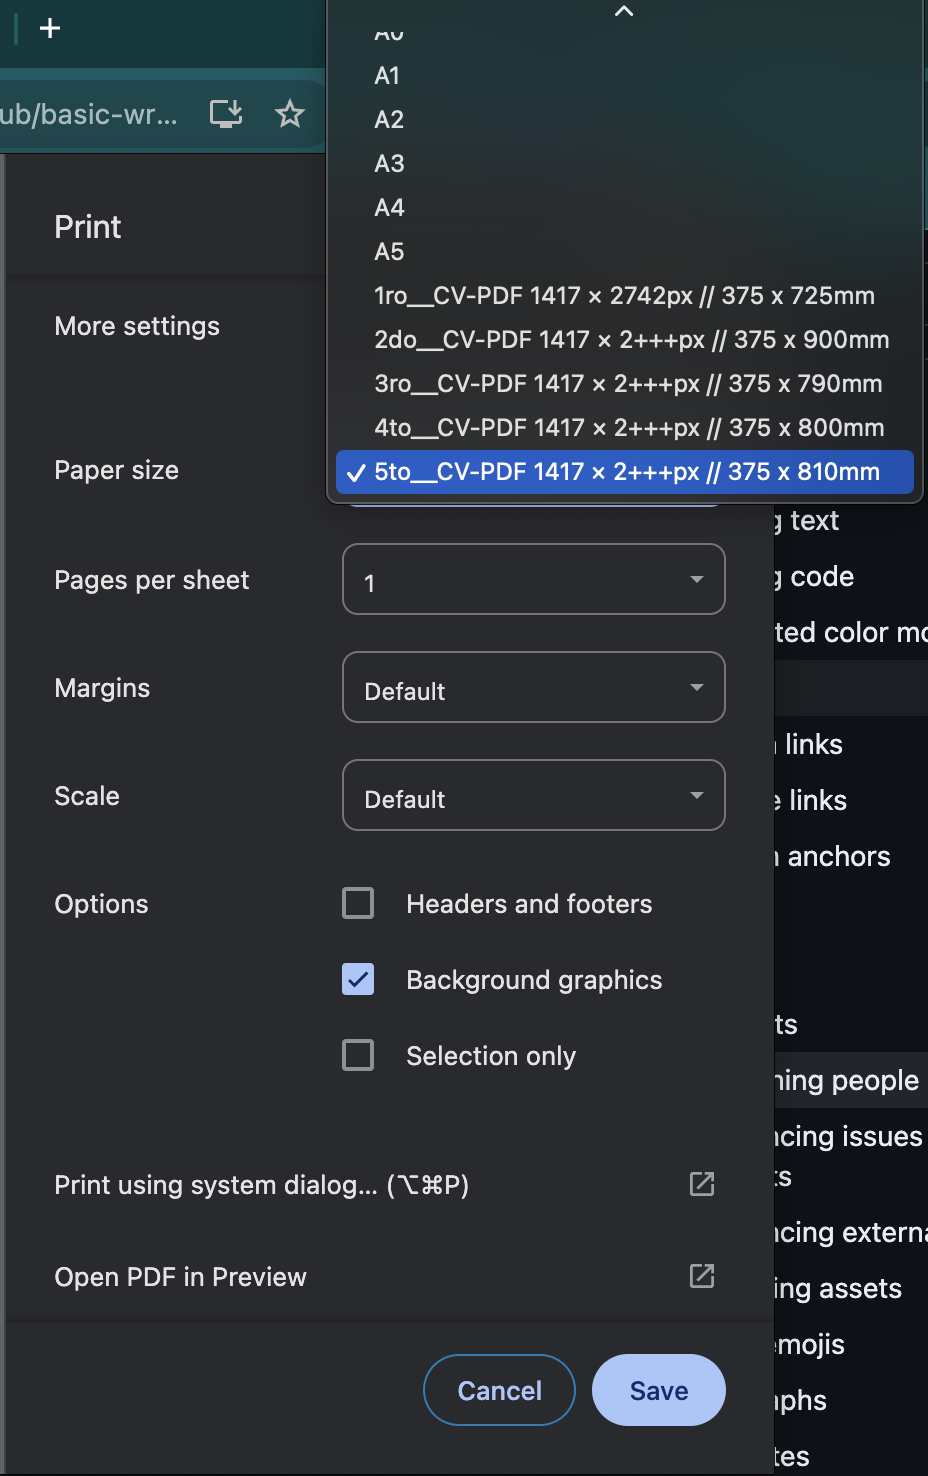 +
ub/basic-wr...
A0
A1
A2
A3
A4
A5
1ro__CV-PDF 1417 × 2742px // 375 x 725mm
2do__CV-PDF 1417 × 2+++px // 375 x 900mm
3ro__CV-PDF 1417 × 2+++px // 375 x 790mm
4to__CV-PDF 1417 × 2+++px // 375 x 800mm
✓ 5to__CV-PDF 1417 × 2+++px // 375 x 810mm
Print
More settings
Paper size
Pages per sheet
1
Margins
Default
Scale
Default
Options
Headers and footers
Background graphics
Selection only
Print using system dialog... (⌥⌘P)
Open PDF in Preview
Cancel
Save
g text
g code
ted color mo
links
e links
anchors
ts
ning people
ncing issues
ts
ncing externa
ing assets
emojis
aphs
tes